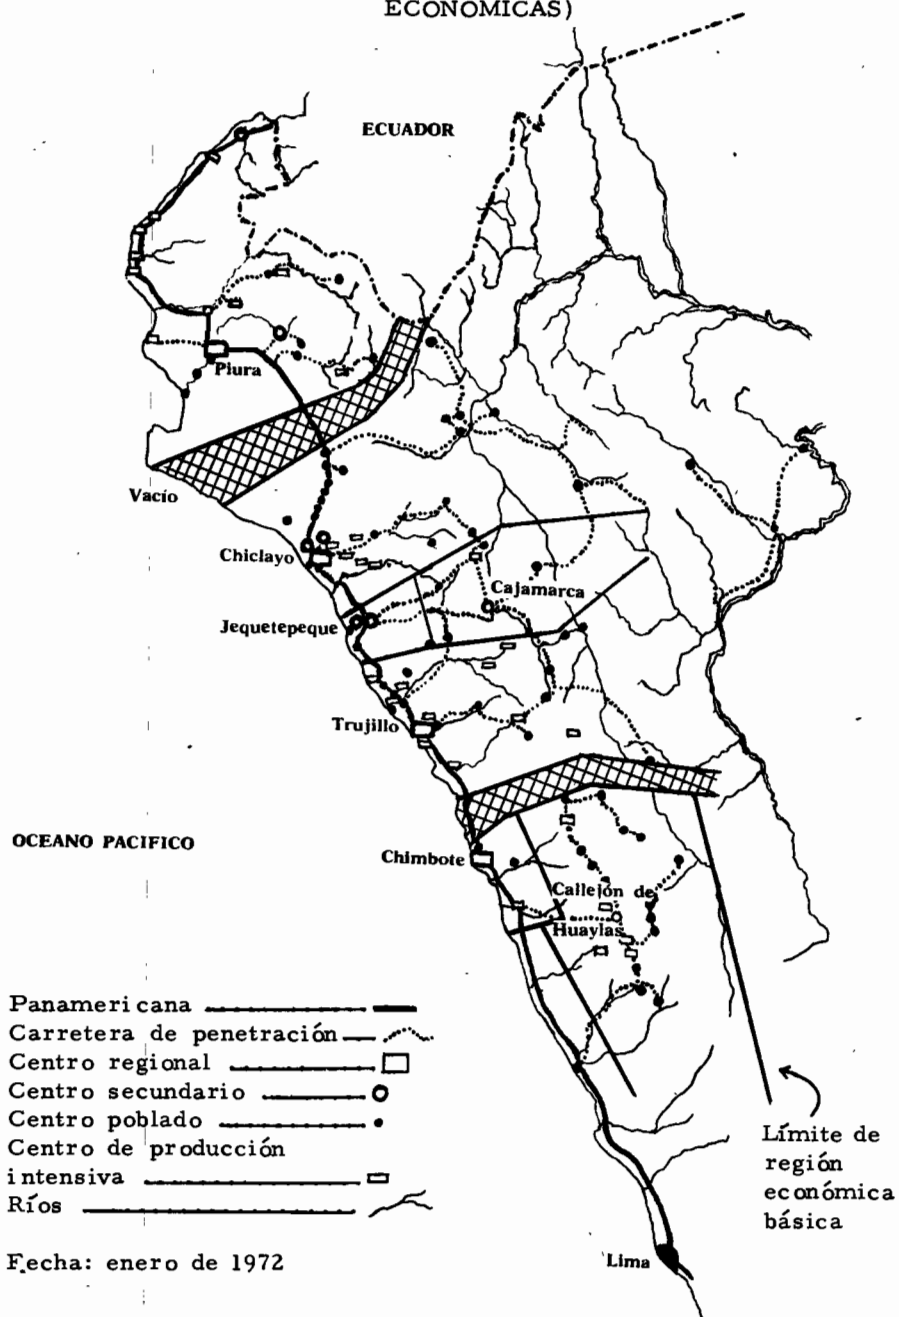 ECONOMICAS)
ECUADOR
Piura
Vacío
Chiclayo
Cajamarca
Jequetepeque
Trujillo
OCEANO PACIFICO
Chimbote
Callejón de
Huaylas
Panamericana
Carretera de penetración
Centro regional
Centro secundario
Centro poblado
Centro de producción
intensiva
Ríos
Límite de
región
económica
básica
Fecha: enero de 1972
Lima